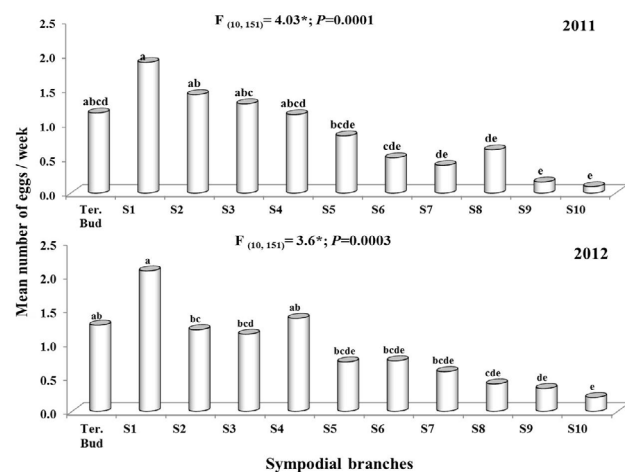 F (10, 151)= 4.03*; P=0.0001
2011
Mean number of eggs / week
2.5
2.0
1.5
1.0
0.5
0.0
abcd
a
ab
abc
abcd
bcde
cde
de
de
e
e
Ter. Bud S1 S2 S3 S4 S5 S6 S7 S8 S9 S10
F (10, 151)= 3.6*; P=0.0003
2012
2.5
2.0
1.5
1.0
0.5
0.0
ab
a
bc
bcd
ab
bcde
bcde
bcde
cde
de
e
Ter. Bud S1 S2 S3 S4 S5 S6 S7 S8 S9 S10
Sympodial branches